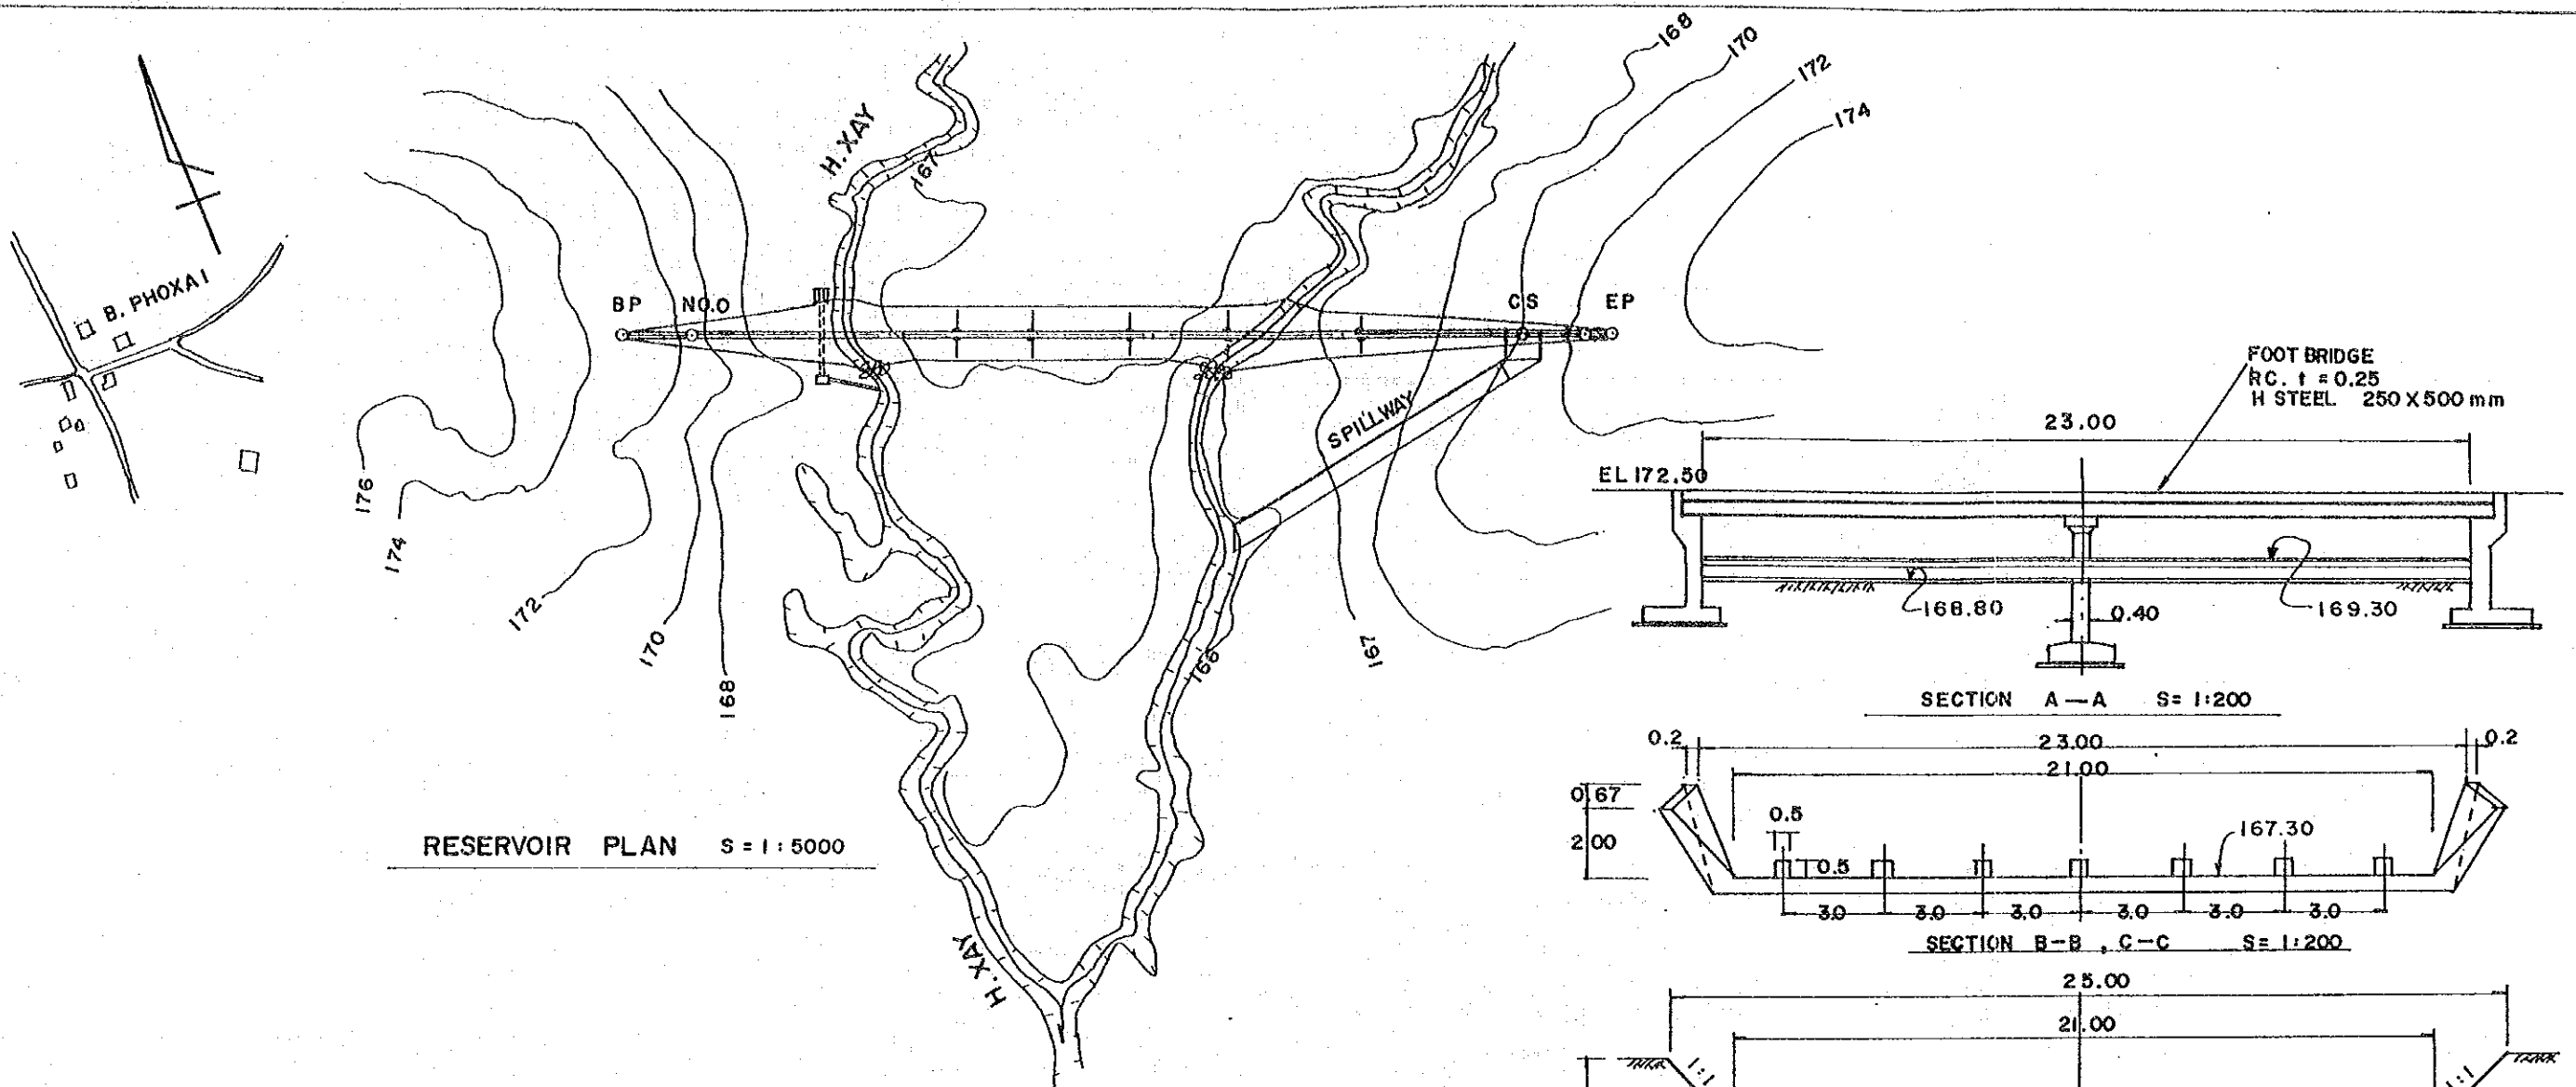 168
170
172
174
H. XAY
167
B. PHOXAI
BP
NO.O
CS
EP
SPILLWAY
176
174
172
170
168
166
167
H. XAY
RESERVOIR PLAN S = 1 : 5000
FOOT BRIDGE
RC. t = 0.25
H STEEL 250 X 500 mm
23.00
EL 172.50
168.80
0.40
169.30
SECTION A — A S= 1:200
0.2
23.00
0.2
21.00
0.67
2.00
0.5
0.5
167.30
3.0 3.0 3.0 3.0 3.0 3.0
SECTION B-B , C-C S= 1:200
25.00
21.00
1:1
1:1